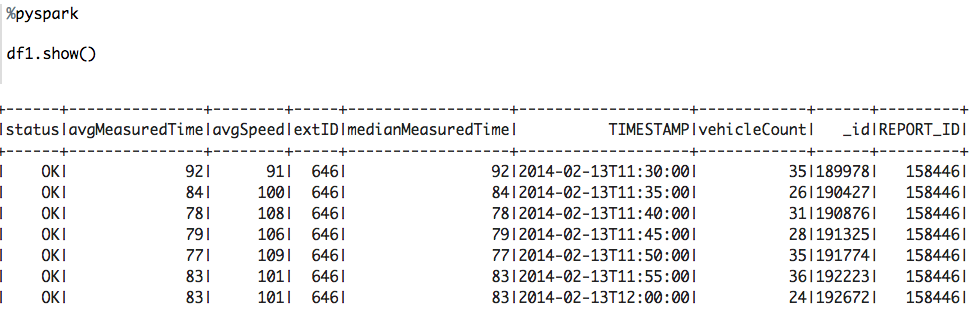 %pyspark
df1.show()
+------+---------------+--------+-----+------------------+-------------------+------------+------+---------+
|status|avgMeasuredTime|avgSpeed|extID|medianMeasuredTime|          TIMESTAMP|vehicleCount|   _id|REPORT_ID|
+------+---------------+--------+-----+------------------+-------------------+------------+------+---------+
|    OK|             92|      91|  646|                92|2014-02-13T11:30:00|          35|189978|   158446|
|    OK|             84|     100|  646|                84|2014-02-13T11:35:00|          26|190427|   158446|
|    OK|             78|     108|  646|                78|2014-02-13T11:40:00|          31|190876|   158446|
|    OK|             79|     106|  646|                79|2014-02-13T11:45:00|          28|191325|   158446|
|    OK|             77|     109|  646|                77|2014-02-13T11:50:00|          35|191774|   158446|
|    OK|             83|     101|  646|                83|2014-02-13T11:55:00|          36|192223|   158446|
|    OK|             83|     101|  646|                83|2014-02-13T12:00:00|          24|192672|   158446|